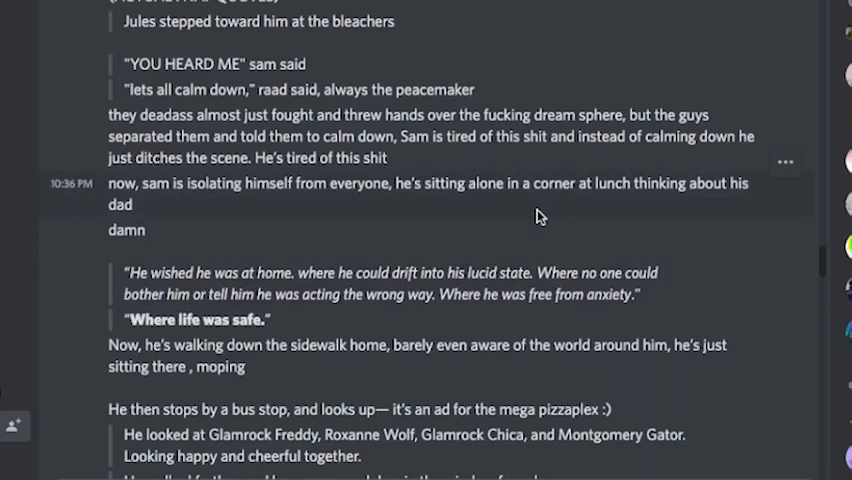 Jules stepped toward him at the bleachers
"YOU HEARD ME" sam said
"lets all calm down," raad said, always the peacemaker
they deadass almost just fought and threw hands over the fucking dream sphere, but the guys
separated them and told them to calm down, Sam is tired of this shit and instead of calming down he
just ditches the scene. He's tired of this shit
10:36 PM now, sam is isolating himself from everyone, he's sitting alone in a corner at lunch thinking about his
dad
damn
"He wished he was at home. where he could drift into his lucid state. Where no one could
bother him or tell him he was acting the wrong way. Where he was free from anxiety."
"Where life was safe."
Now, he's walking down the sidewalk home, barely even aware of the world around him, he's just
sitting there , moping
He then stops by a bus stop, and looks up— it's an ad for the mega pizzaplex :)
He looked at Glamrock Freddy, Roxanne Wolf, Glamrock Chica, and Montgomery Gator.
Looking happy and cheerful together.